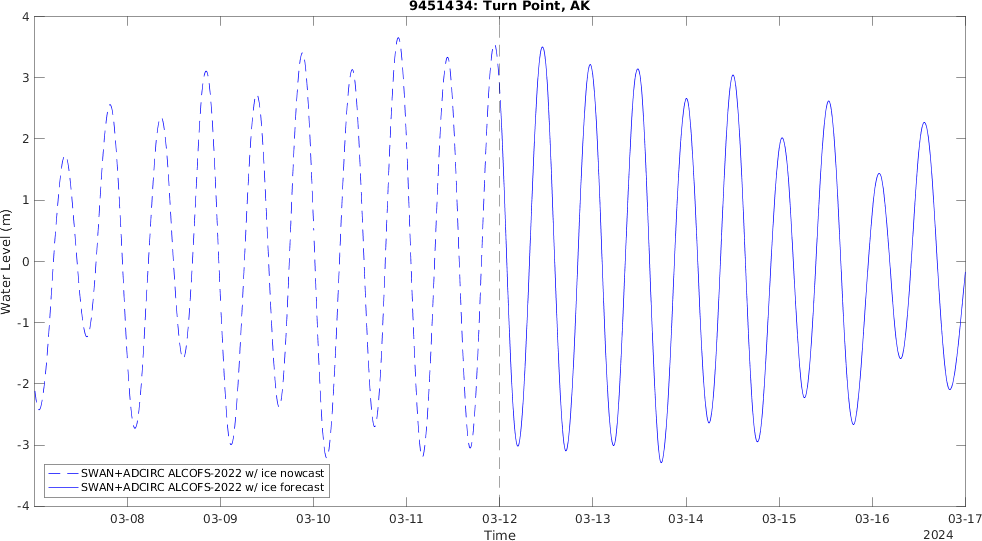 9451434: Turn Point, AK
4
3
2
1
0
-1
-2
-3
-4
Water Level (m)
SWAN+ADCIRC ALCOFS-2022 w/ ice nowcast
SWAN+ADCIRC ALCOFS-2022 w/ ice forecast
03-08 03-09 03-10 03-11 03-12 03-13 03-14 03-15 03-16 03-17
Time
2024